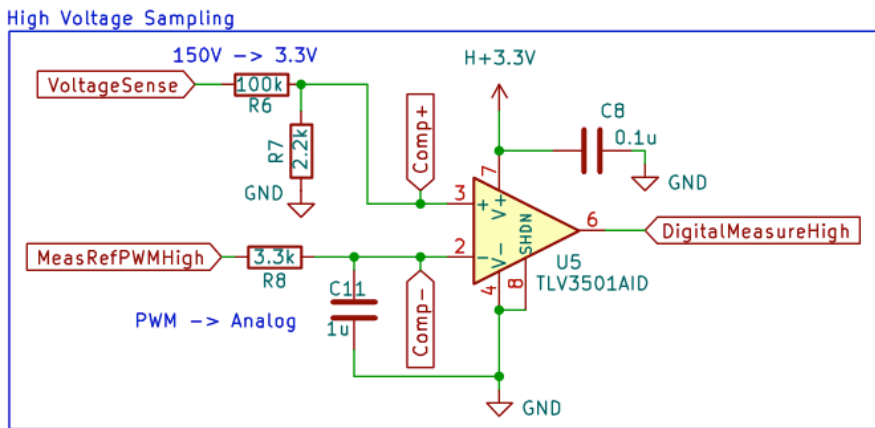 High Voltage Sampling
150V -> 3.3V
H+3.3V
VoltageSense
100k
R6
C8
0.1u
GND
R7
2.2k
GND
Comp+
7
3
+
V+
SHDN
6
DigitalMeasureHigh
MeasRefPWMHigh
3.3k
R8
2
-
V-
4
8
U5
TLV3501AID
C11
1u
Comp-
PWM -> Analog
GND